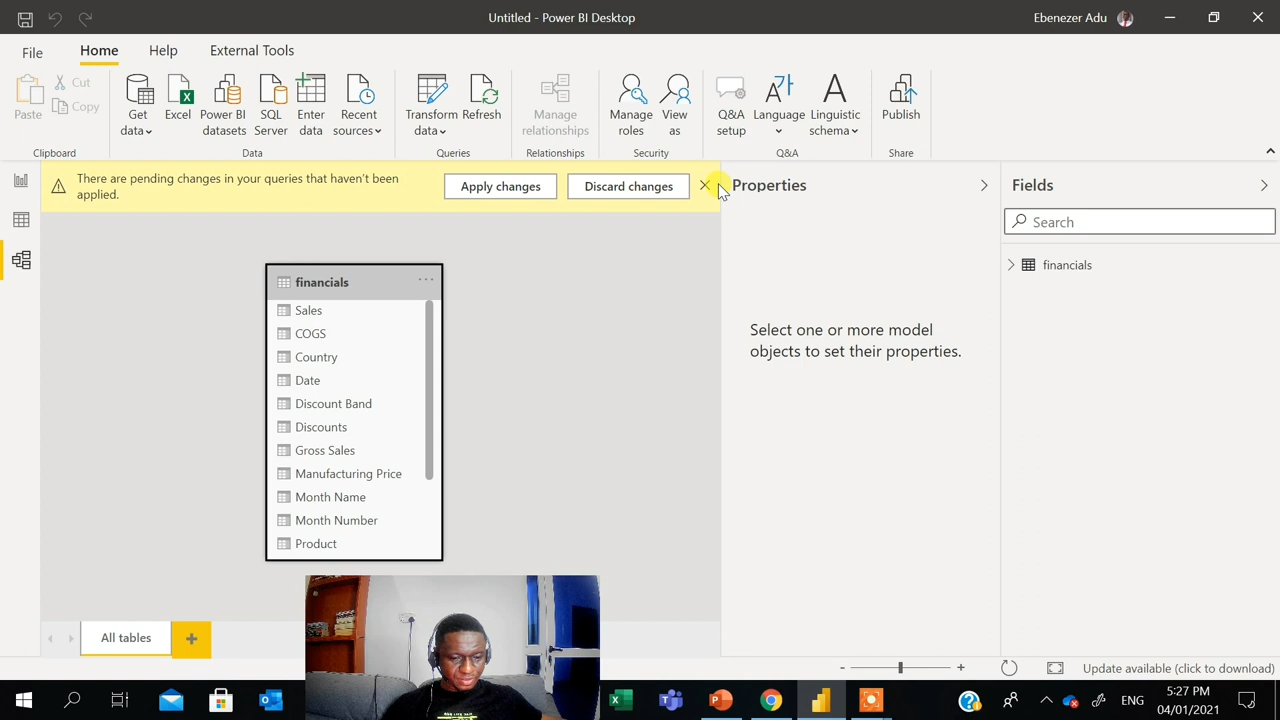 Untitled - Power BI Desktop
Ebenezer Adu
File
Home
Help
External Tools
Paste
Cut
Copy
Get
data
Excel
Power BI
datasets
SQL
Server
Enter
data
Recent
sources
Transform
data
Refresh
Manage
relationships
Manage
roles
View
as
Q&A
setup
Language
Linguistic
schema
Publish
Clipboard
Data
Queries
Relationships
Security
Q&A
Share
There are pending changes in your queries that haven't been
applied.
Apply changes
Discard changes
Properties
Select one or more model
objects to set their properties.
Fields
Search
financials
financials
Sales
COGS
Country
Date
Discount Band
Discounts
Gross Sales
Manufacturing Price
Month Name
Month Number
Product
All tables
Update available (click to download)
ENG
5:27 PM
04/01/2021